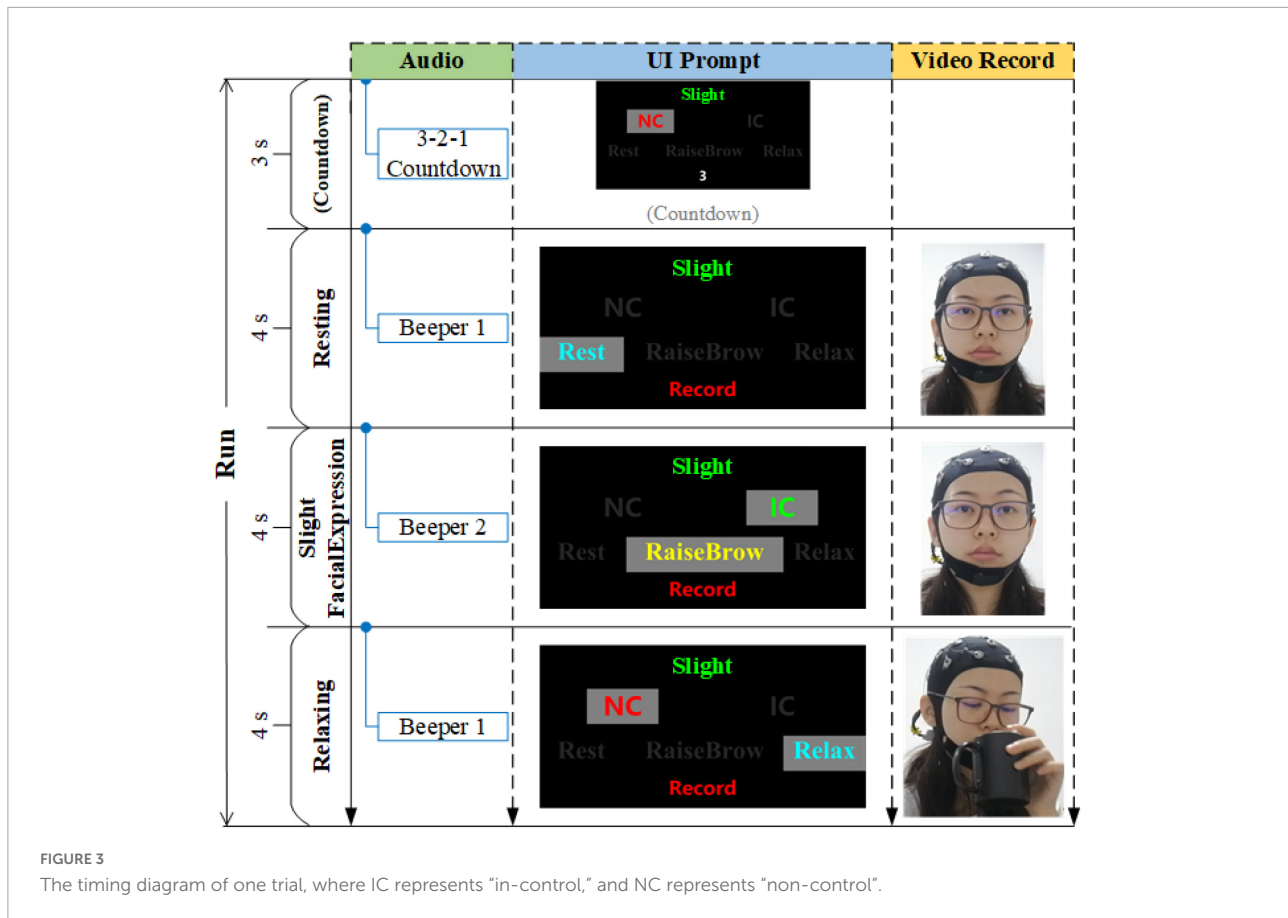 Audio
UI Prompt
Video Record
Run
3 s
(Countdown)
3-2-1
Countdown
Slight
NC IC
Rest RaiseBrow Relax
3
(Countdown)
4 s
Resting
Beeper 1
Slight
NC IC
Rest RaiseBrow Relax
Record
4 s
Slight
FacialExpression
Beeper 2
Slight
NC IC
Rest RaiseBrow Relax
Record
4 s
Relaxing
Beeper 1
Slight
NC IC
Rest RaiseBrow Relax
Record
FIGURE 3
The timing diagram of one trial, where IC represents “in-control,” and NC represents “non-control”.